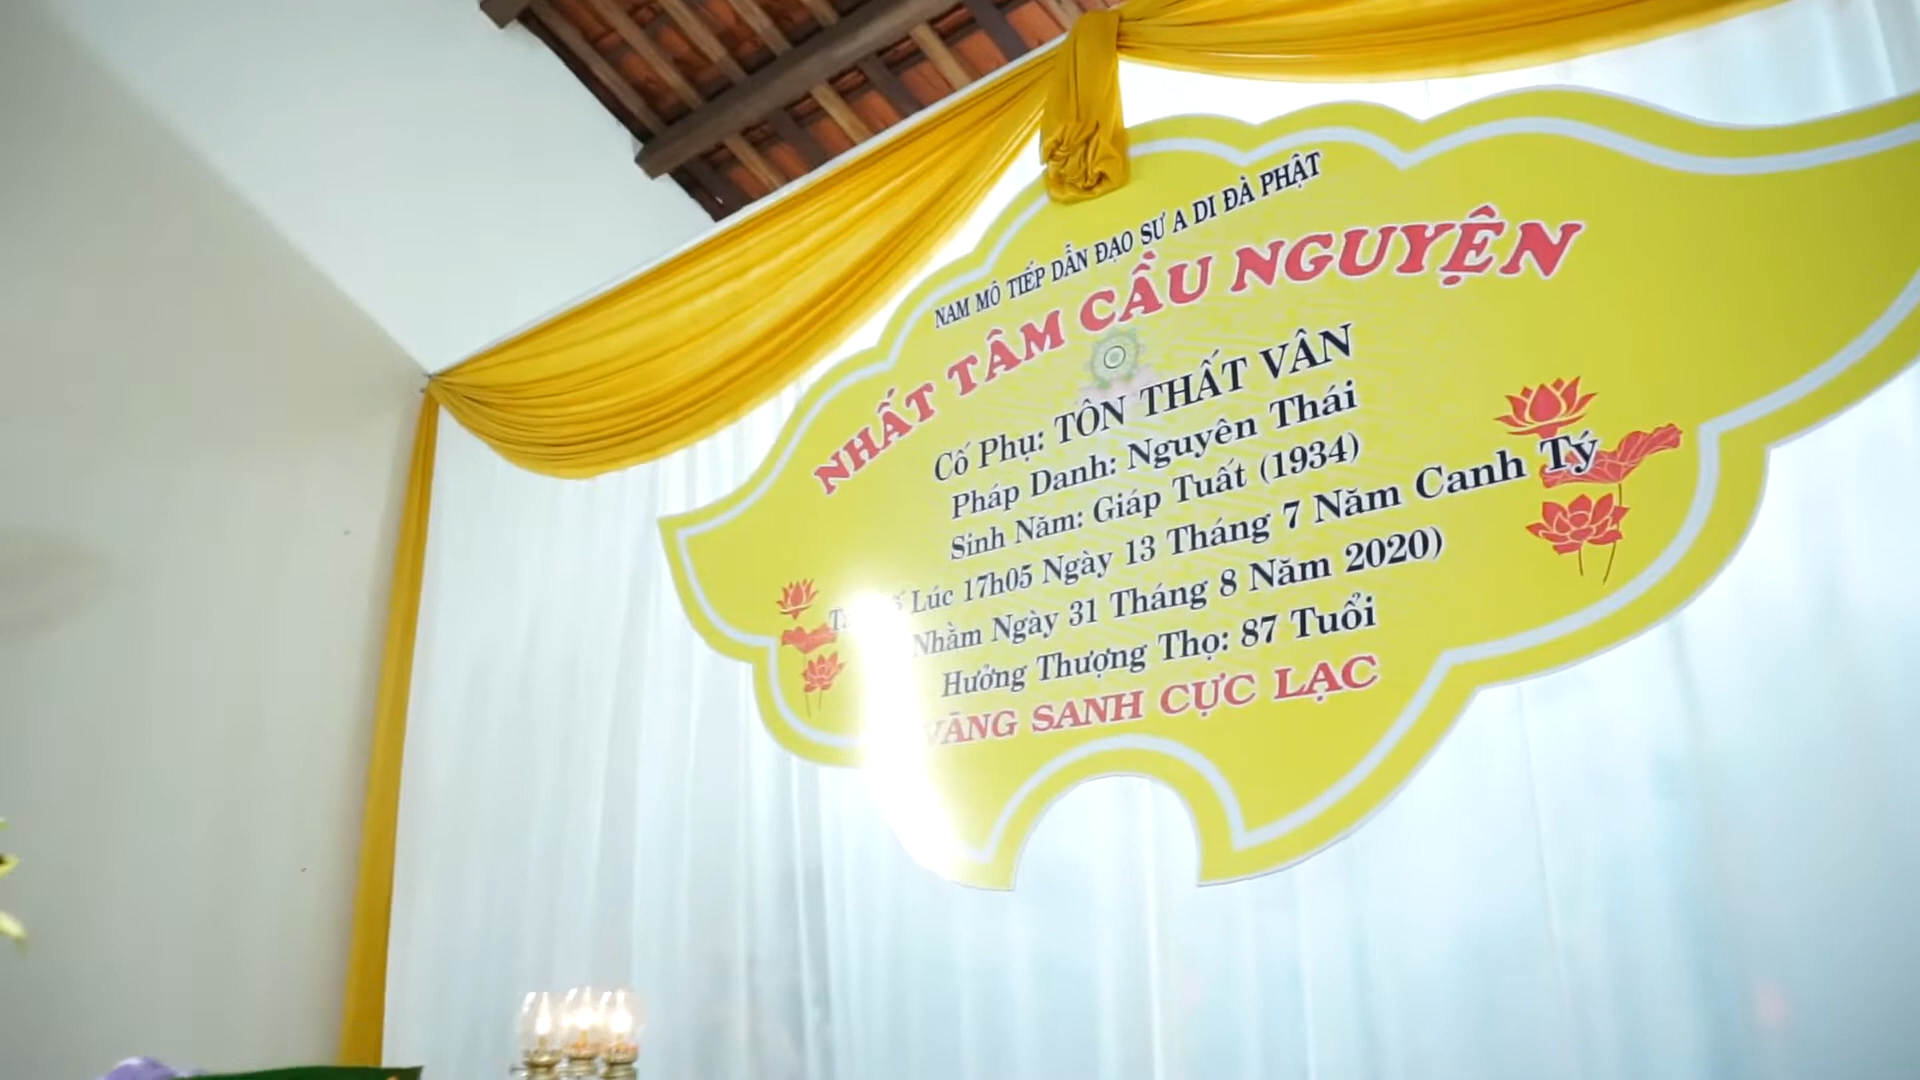 NAM MÔ TIẾP DẪN ĐẠO SƯ A DI ĐÀ PHẬT
NHẤT TÂM CẦU NGUYỆN
Cố Phụ: TÔN THẤT VÂN
Pháp Danh: Nguyên Thái
Sinh Năm: Giáp Tuất (1934)
Lúc 17h05 Ngày 13 Tháng 7 Năm Canh Tý
Nhằm Ngày 31 Tháng 8 Năm 2020)
Hưởng Thượng Thọ: 87 Tuổi
VÃNG SANH CỰC LẠC